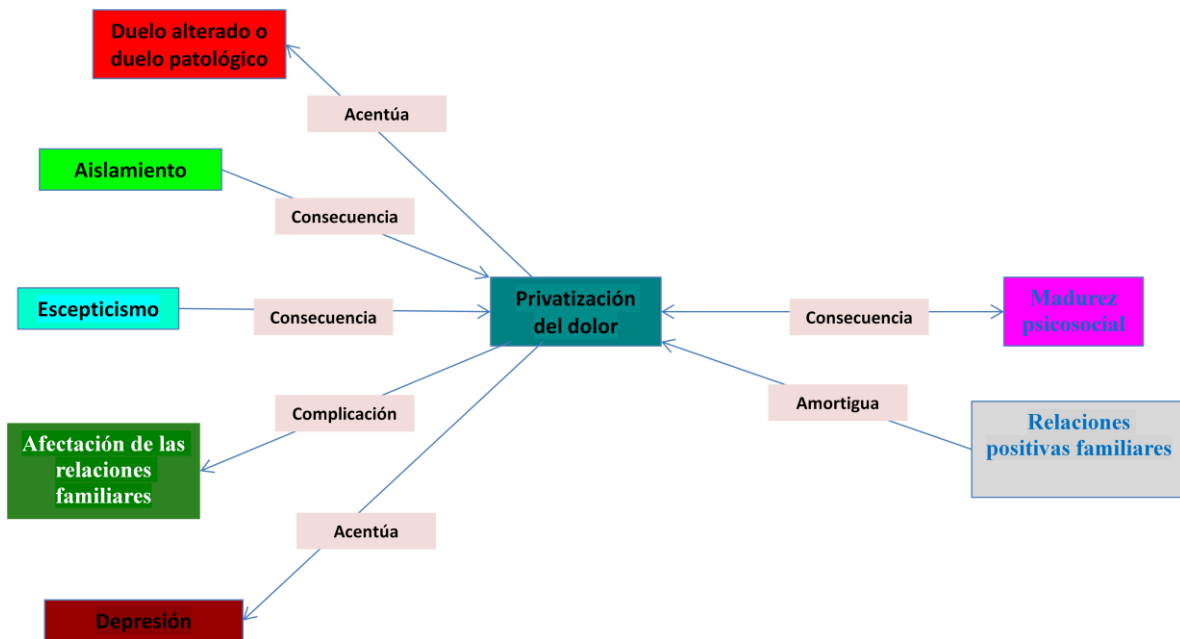 Duelo alterado o
duelo patológico
Acentúa
Aislamiento
Consecuencia
Escepticismo
Consecuencia
Privatización
del dolor
Consecuencia
Madurez
psicosocial
Complicación
Amortigua
Relaciones
positivas familiares
Afectación de las
relaciones
familiares
Acentúa
Depresión